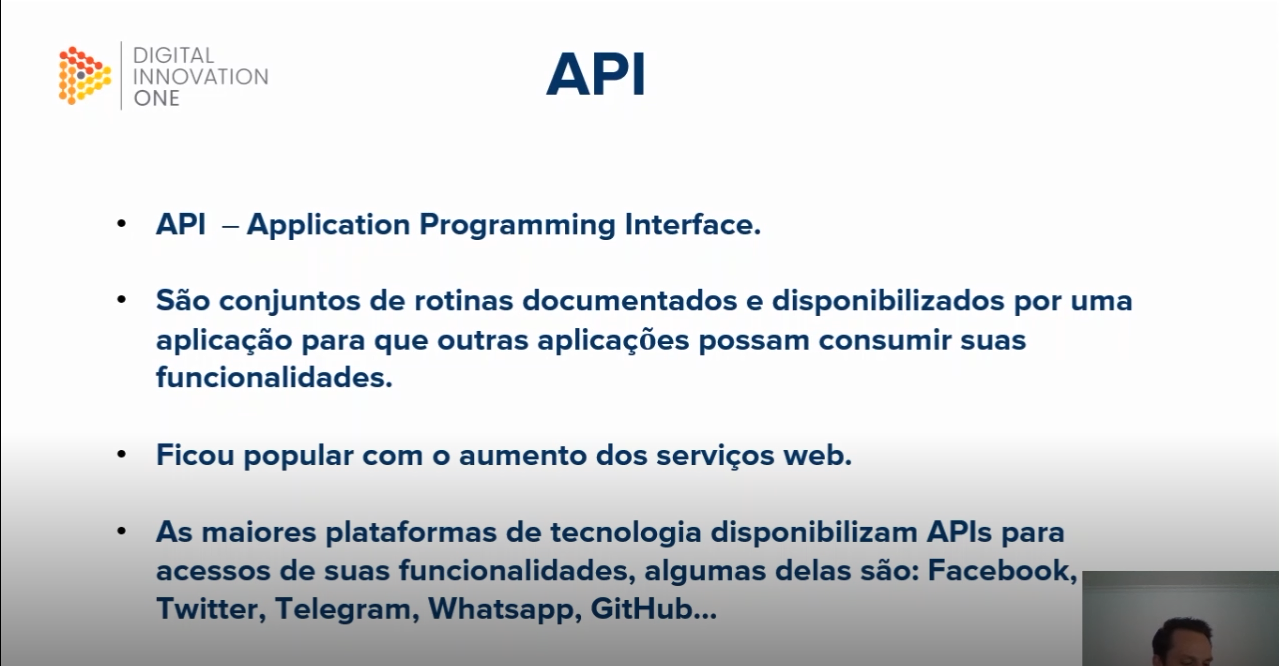 DIGITAL
INNOVATION
ONE
API
• API – Application Programming Interface.
• São conjuntos de rotinas documentados e disponibilizados por uma
aplicação para que outras aplicações possam consumir suas
funcionalidades.
• Ficou popular com o aumento dos serviços web.
• As maiores plataformas de tecnologia disponibilizam APIs para
acessos de suas funcionalidades, algumas delas são: Facebook,
Twitter, Telegram, Whatsapp, GitHub...